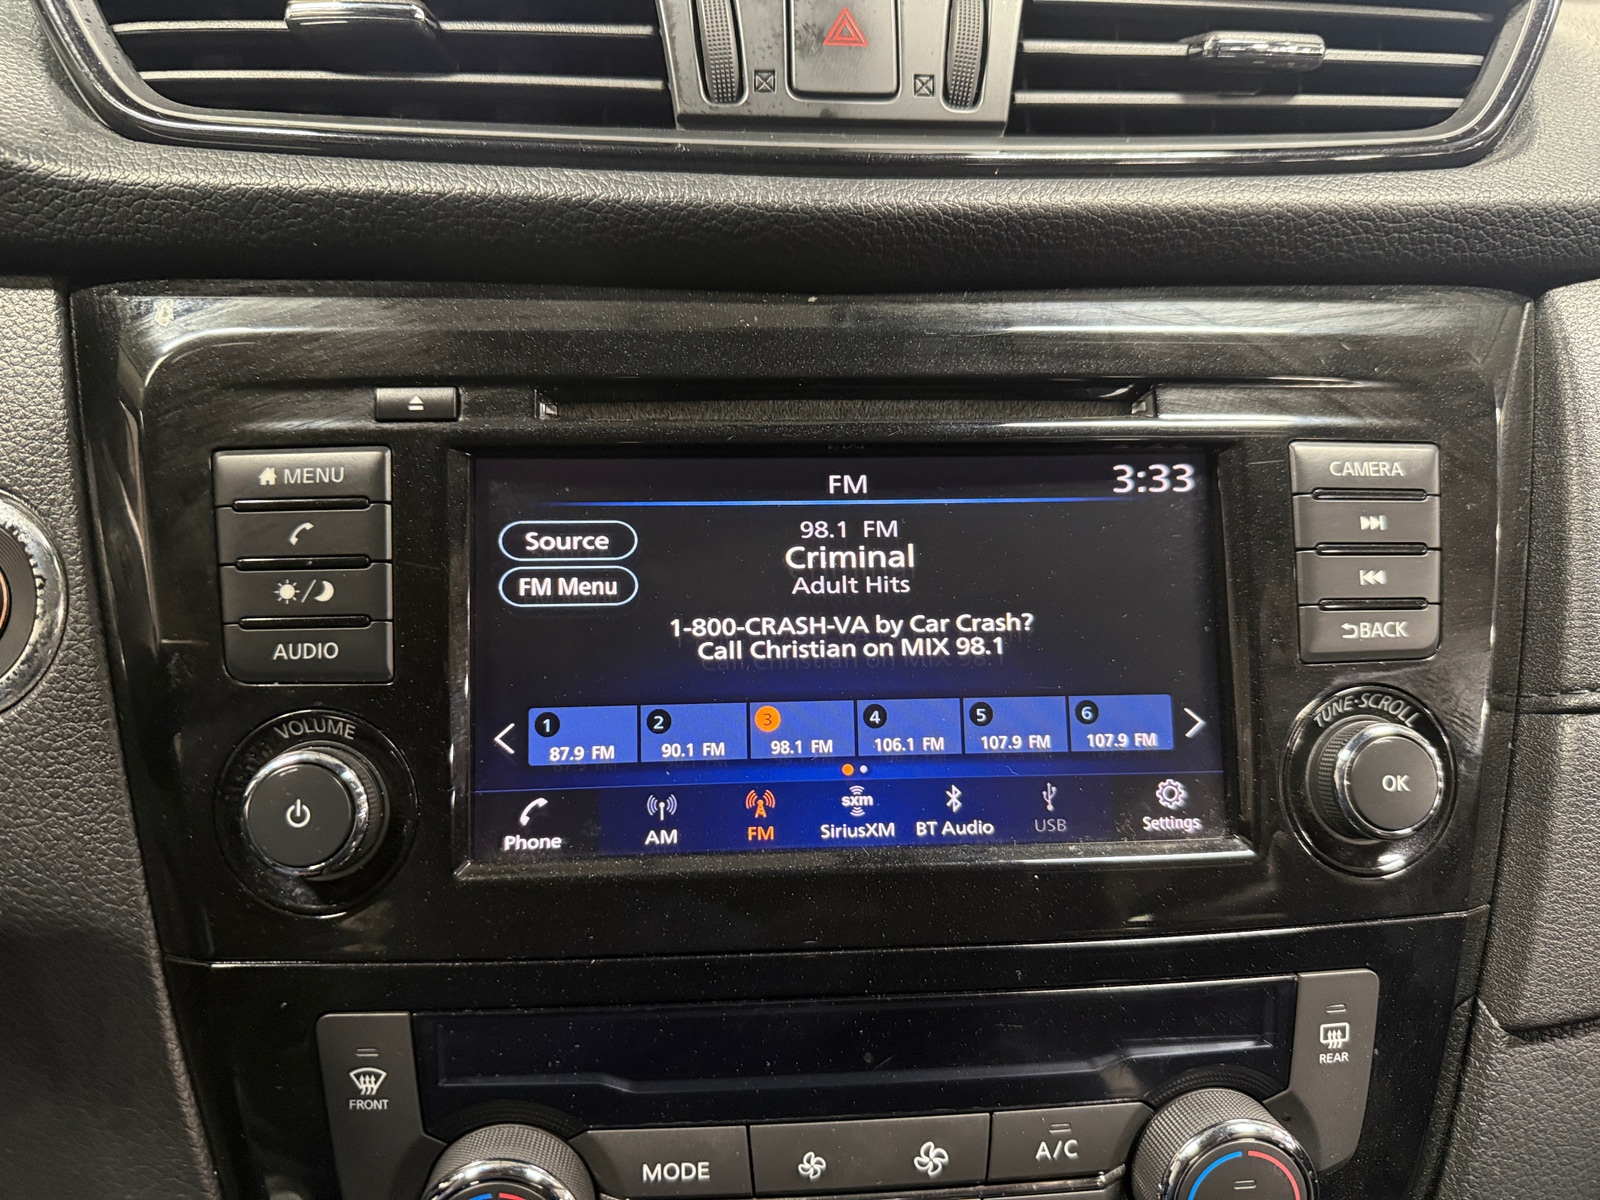 MENU
AUDIO
VOLUME
FM
3:33
Source
FM Menu
98.1 FM
Criminal
Adult Hits
1-800-CRASH-VA by Car Crash?
Call Christian on MIX 98.1
1 2 3 4 5 6
87.9 FM 90.1 FM 98.1 FM 106.1 FM 107.9 FM 107.9 FM
Phone AM FM sxm SiriusXM BT Audio USB Settings
CAMERA
BACK
TUNE-SCROLL
OK
FRONT
REAR
MODE
A/C